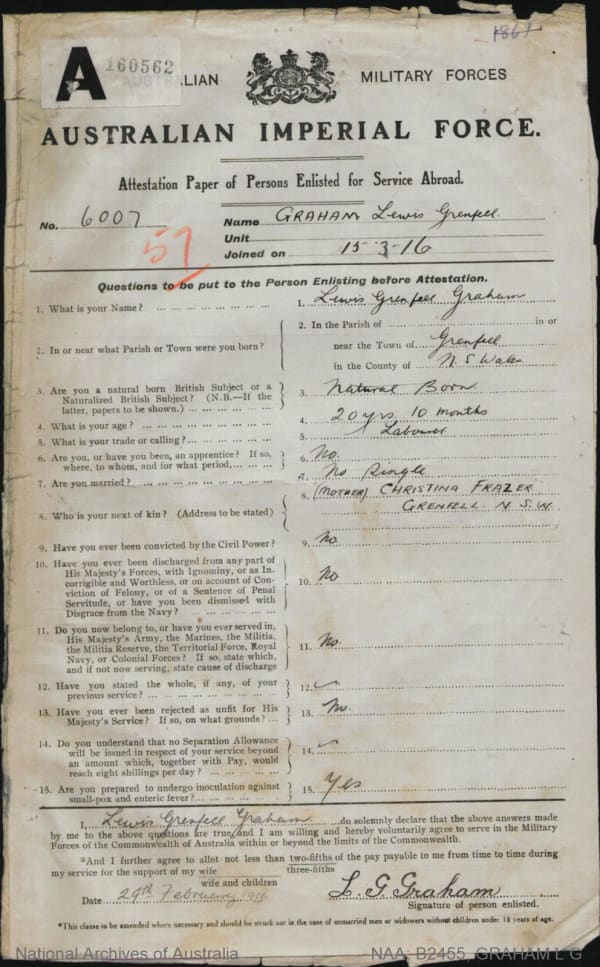 1861
A 160562
AUSTRALIAN MILITARY FORCES
AUSTRALIAN IMPERIAL FORCE.
Attestation Paper of Persons Enlisted for Service Abroad.
No. 6007 Name GRAHAM Lewis Grenfell.
57 Unit
Joined on 15-3-16
Questions to be put to the Person Enlisting before Attestation.
1. What is your Name? 1. Lewis Grenfell Graham
2. In or near what Parish or Town were you born? 2. In the Parish of in or
near the Town of Grenfell
in the County of N. S Wales
3. Are you a natural born British Subject or a
Naturalized British Subject? (N.B.—If the
latter, papers to be shown.) 3. Natural Born.
4. What is your age? 4. 20 yrs. 10 months
5. What is your trade or calling? 5. Labourer
6. Are you, or have you been, an apprentice? If so,
where, to whom, and for what period, 6. No.
7. Are you married? 7. No Single
8. Who is your next of kin? (Address to be stated) 8. (MOTHER) CHRISTINA FRAZER
GRENFELL. N.S.W.
9. Have you ever been convicted by the Civil Power? 9. No
10. Have you ever been discharged from any part of
His Majesty's Forces, with Ignominy, or as In-
corrigible and Worthless, or on account of Con-
viction of Felony, or of a Sentence of Penal
Servitude, or have you been dismissed with
Disgrace from the Navy? 10. No
11. Do you now belong to, or have you ever served in,
His Majesty's Army, the Marines, the Militia,
the Militia Reserve, the Territorial Force, Royal
Navy, or Colonial Forces? If so, state which,
and if not now serving, state cause of discharge 11. No.
12. Have you stated the whole, if any, of your
previous service? 12.
13. Have you ever been rejected as unfit for His
Majesty's Service? If so, on what grounds? 13. No.
14. Do you understand that no Separation Allowance
will be issued in respect of your service beyond
an amount which, together with Pay, would
reach eight shillings per day? 14.
15. Are you prepared to undergo inoculation against
small-pox and enteric fever? 15. Yes
I, Lewis Grenfell Graham do solemnly declare that the above answers made
by me to the above questions are true, and I am willing and hereby voluntarily agree to serve in the Military
Forces of the Commonwealth of Australia within or beyond the limits of the Commonwealth.
*And I further agree to allot not less than two-fifths of the pay payable to me from time to time during
three-fifths
my service for the support of my wife
wife and children
Date 29th February 1916 L. G Graham
Signature of person enlisted.
*This clause to be amended where necessary and should be struck out in the case of unmarried men or widowers without children under 18 years of age.
National Archives of Australia NAA: B2455, GRAHAM L G